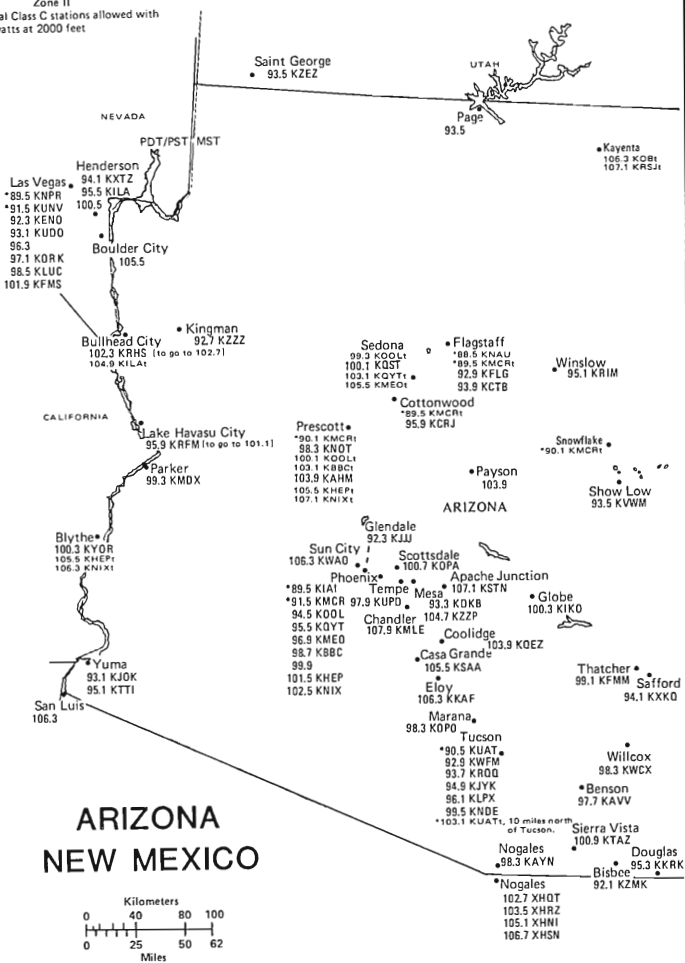 Zone II
al Class C stations allowed with
watts at 2000 feet
Saint George
93.5 KZEZ
UTAH
Page
93.5
NEVADA
PDT/PST MST
Kayenta
106.3 KOBt
107.1 KRSJt
Henderson
94.1 KXTZ
95.5 KILA
100.5
Las Vegas
*89.5 KNPR
*91.5 KUNV
92.3 KENO
93.1 KUDO
96.3
97.1 KORK
98.5 KLUC
101.9 KFMS
Boulder City
105.5
Bullhead City
102.3 KRHS [to go to 102.7]
104.9 KILAt
Kingman
92.7 KZZZ
Sedona
99.3 KOOLt
100.1 KQST
103.1 KQYTt
105.5 KMEOt
Flagstaff
*88.5 KNAU
*89.5 KMCRt
92.9 KFLG
93.9 KCTB
Winslow
95.1 KRIM
Cottonwood
*89.5 KMCRt
95.9 KCRJ
CALIFORNIA
Lake Havasu City
95.9 KRFM [to go to 101.1]
Prescott
*90.1 KMCRt
98.3 KNOT
100.1 KOOLt
103.1 KBBCt
103.9 KAHM
105.5 KHEPt
107.1 KNIXt
Snowflake
*90.1 KMCRt
Parker
99.3 KMDX
Payson
103.9
Show Low
93.5 KVWM
ARIZONA
Glendale
92.3 KJJJ
Blythe
100.3 KYOR
105.5 KHEPt
106.3 KNIXt
Sun City
106.3 KWAO
Scottsdale
100.7 KOPA
Phoenix
*89.5 KIAt
*91.5 KMCR
94.5 KOOL
95.5 KQYT
96.9 KMEO
98.7 KBBC
99.9
101.5 KHEP
102.5 KNIX
Tempe
97.9 KUPD
Mesa
93.3 KDKB
104.7 KZZP
Apache Junction
107.1 KSTN
Globe
100.3 KIKO
Chandler
107.9 KMLE
Coolidge
103.9 KQEZ
Casa Grande
105.5 KSAA
Yuma
93.1 KJOK
95.1 KTTI
Thatcher
99.1 KFMM
Safford
94.1 KXKQ
Eloy
106.3 KKAF
San Luis
106.3
Marana
98.3 KOPO
Tucson
*90.5 KUAT
92.9 KWFM
93.7 KRQQ
94.9 KJYK
96.1 KLPX
99.5 KNDE
*103.1 KUATt, 10 miles north
of Tucson.
Willcox
98.3 KWCX
Benson
97.7 KAVV
ARIZONA
NEW MEXICO
Sierra Vista
100.9 KTAZ
Nogales
98.3 KAYN
Douglas
95.3 KKRK
Bisbee
92.1 KZMK
Nogales
102.7 XHQT
103.5 XHRZ
105.1 XHNI
106.7 XHSN
Kilometers
0 40 80 100
0 25 50 62
Miles